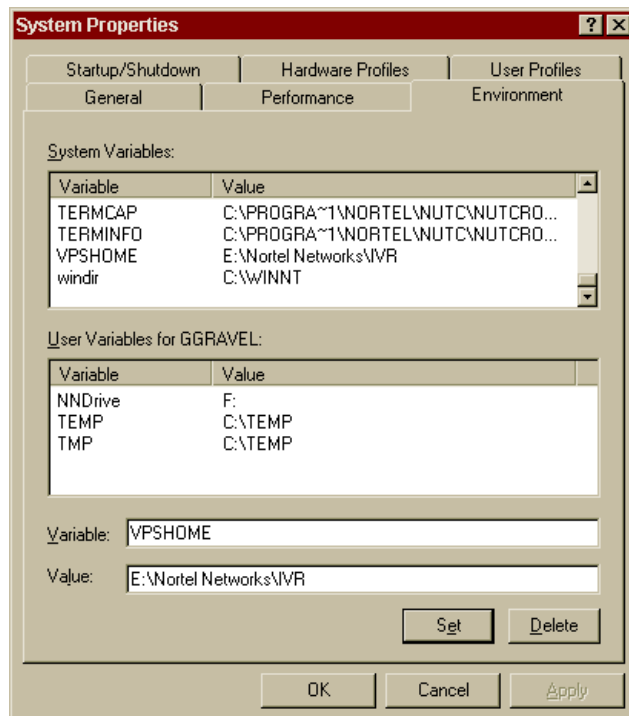 System Properties
? ×
Startup/Shutdown Hardware Profiles User Profiles
General Performance Environment
System Variables:
Variable Value
TERMCAP C:\PROGRA~1\NORTEL\NUTC\NUTCRO...
TERMINFO C:\PROGRA~1\NORTEL\NUTC\NUTCRO...
VPSHOME E:\Nortel Networks\IVR
windir C:\WINNT
User Variables for GGRAVEL:
Variable Value
NNDrive F:
TEMP C:\TEMP
TMP C:\TEMP
Variable: VPSHOME
Value: E:\Nortel Networks\IVR
Set Delete
OK Cancel Apply